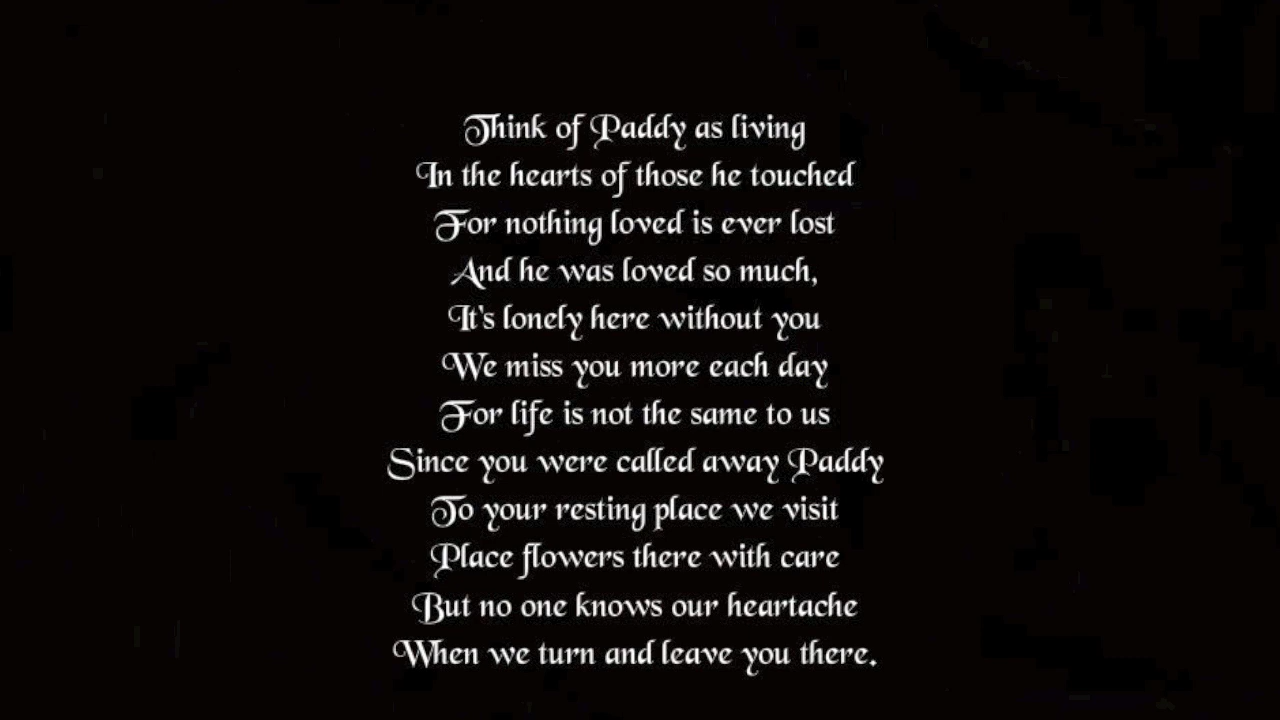 Think of Paddy as living
In the hearts of those he touched
For nothing loved is ever lost
And he was loved so much,
It's lonely here without you
We miss you more each day
For life is not the same to us
Since you were called away Paddy
To your resting place we visit
Place flowers there with care
But no one knows our heartache
When we turn and leave you there.